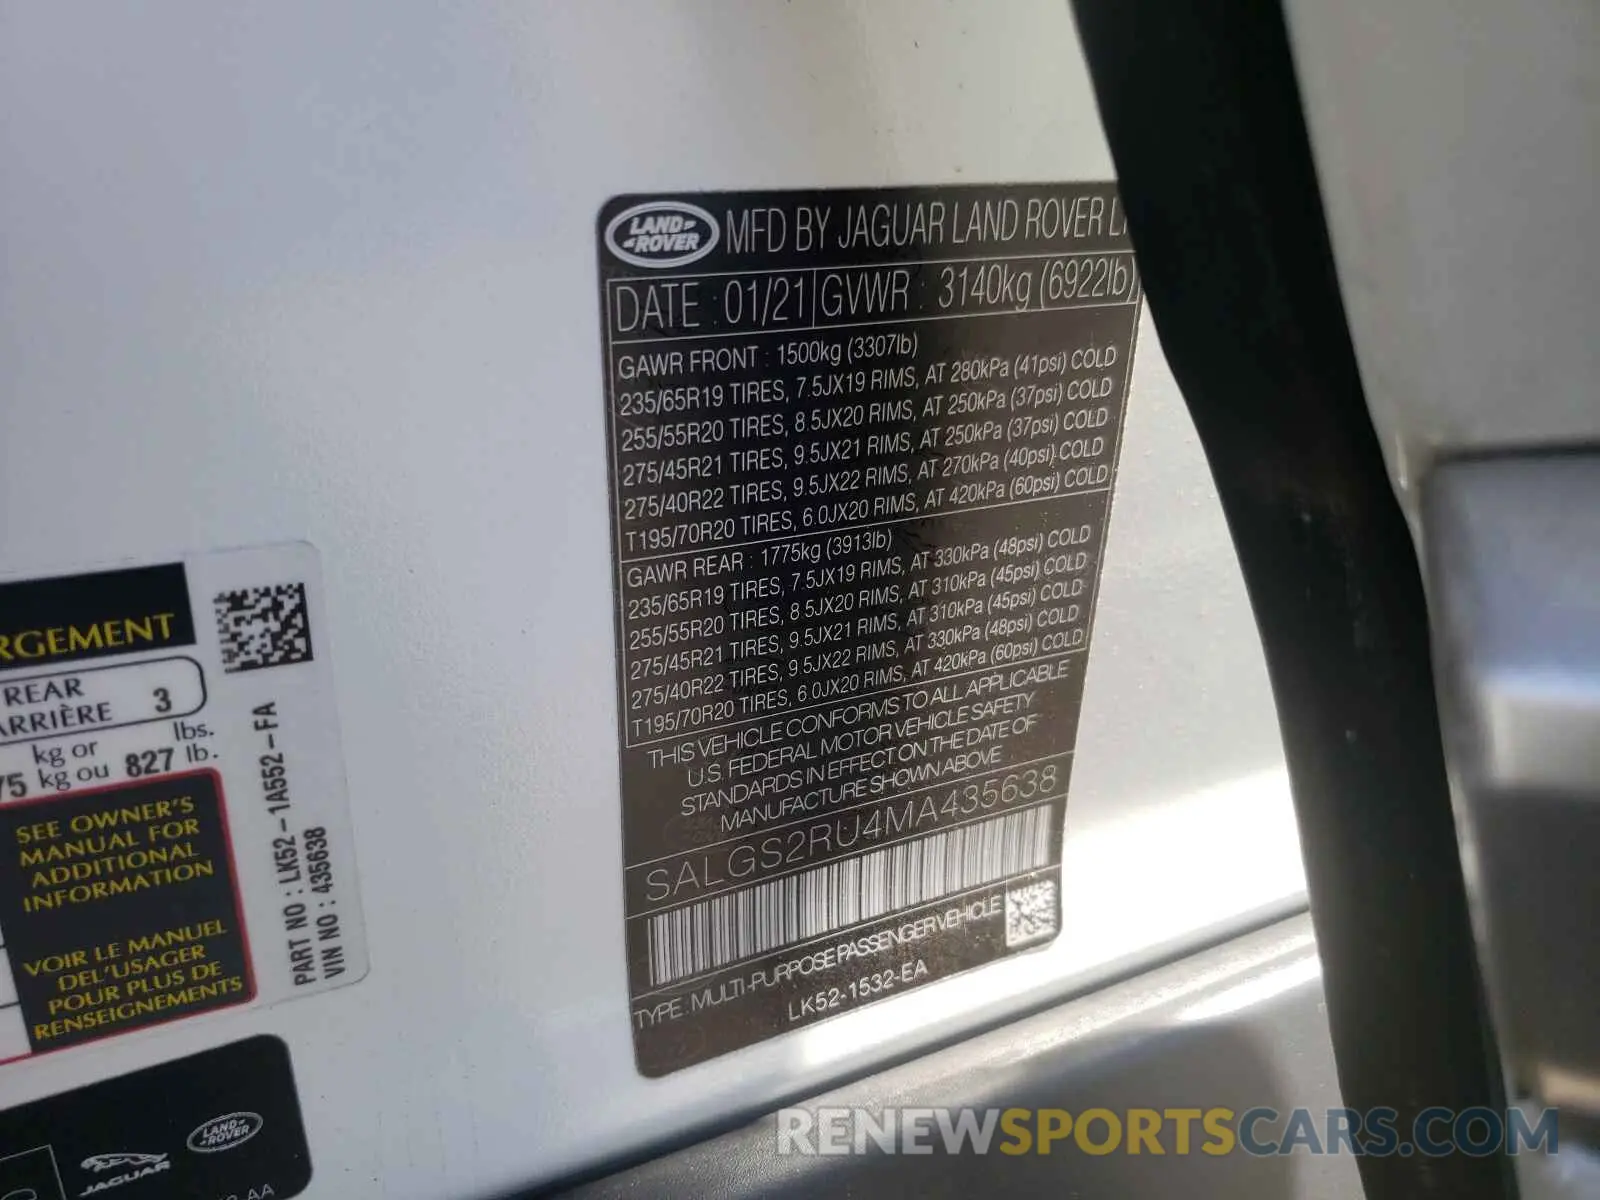 LAND ROVER MFD BY JAGUAR LAND ROVER
DATE : 01/21 GVWR : 3140kg (6922lb)
GAWR FRONT : 1500kg (3307lb)
235/65R19 TIRES, 7.5JX19 RIMS, AT 280kPa (41psi) COLD
255/55R20 TIRES, 8.5JX20 RIMS, AT 250kPa (37psi) COLD
275/45R21 TIRES, 9.5JX21 RIMS, AT 250kPa (37psi) COLD
275/40R22 TIRES, 9.5JX22 RIMS, AT 270kPa (40psi) COLD
T195/70R20 TIRES, 6.0JX20 RIMS, AT 420kPa (60psi) COLD
GAWR REAR : 1775kg (3913lb)
235/65R19 TIRES, 7.5JX19 RIMS, AT 330kPa (48psi) COLD
255/55R20 TIRES, 8.5JX20 RIMS, AT 310kPa (45psi) COLD
275/45R21 TIRES, 9.5JX21 RIMS, AT 310kPa (45psi) COLD
275/40R22 TIRES, 9.5JX22 RIMS, AT 330kPa (48psi) COLD
T195/70R20 TIRES, 6.0JX20 RIMS, AT 420kPa (60psi) COLD
THIS VEHICLE CONFORMS TO ALL APPLICABLE
U.S. FEDERAL MOTOR VEHICLE SAFETY
STANDARDS IN EFFECT ON THE DATE OF
MANUFACTURE SHOWN ABOVE
SALGS2RU4MA435638
TYPE : MULTI-PURPOSE PASSENGER VEHICLE
LK52-1532-EA
RGEMENT
REAR
ARRIÈRE 3
kg or lbs.
75 kg ou 827 lb.
SEE OWNER'S
MANUAL FOR
ADDITIONAL
INFORMATION
VOIR LE MANUEL
DE L'USAGER
POUR PLUS DE
RENSEIGNEMENTS
PART NO : LK52-1A552-FA
VIN NO : 435638
JAGUAR
LAND ROVER
AA
RENEWSPORTSCARS.COM